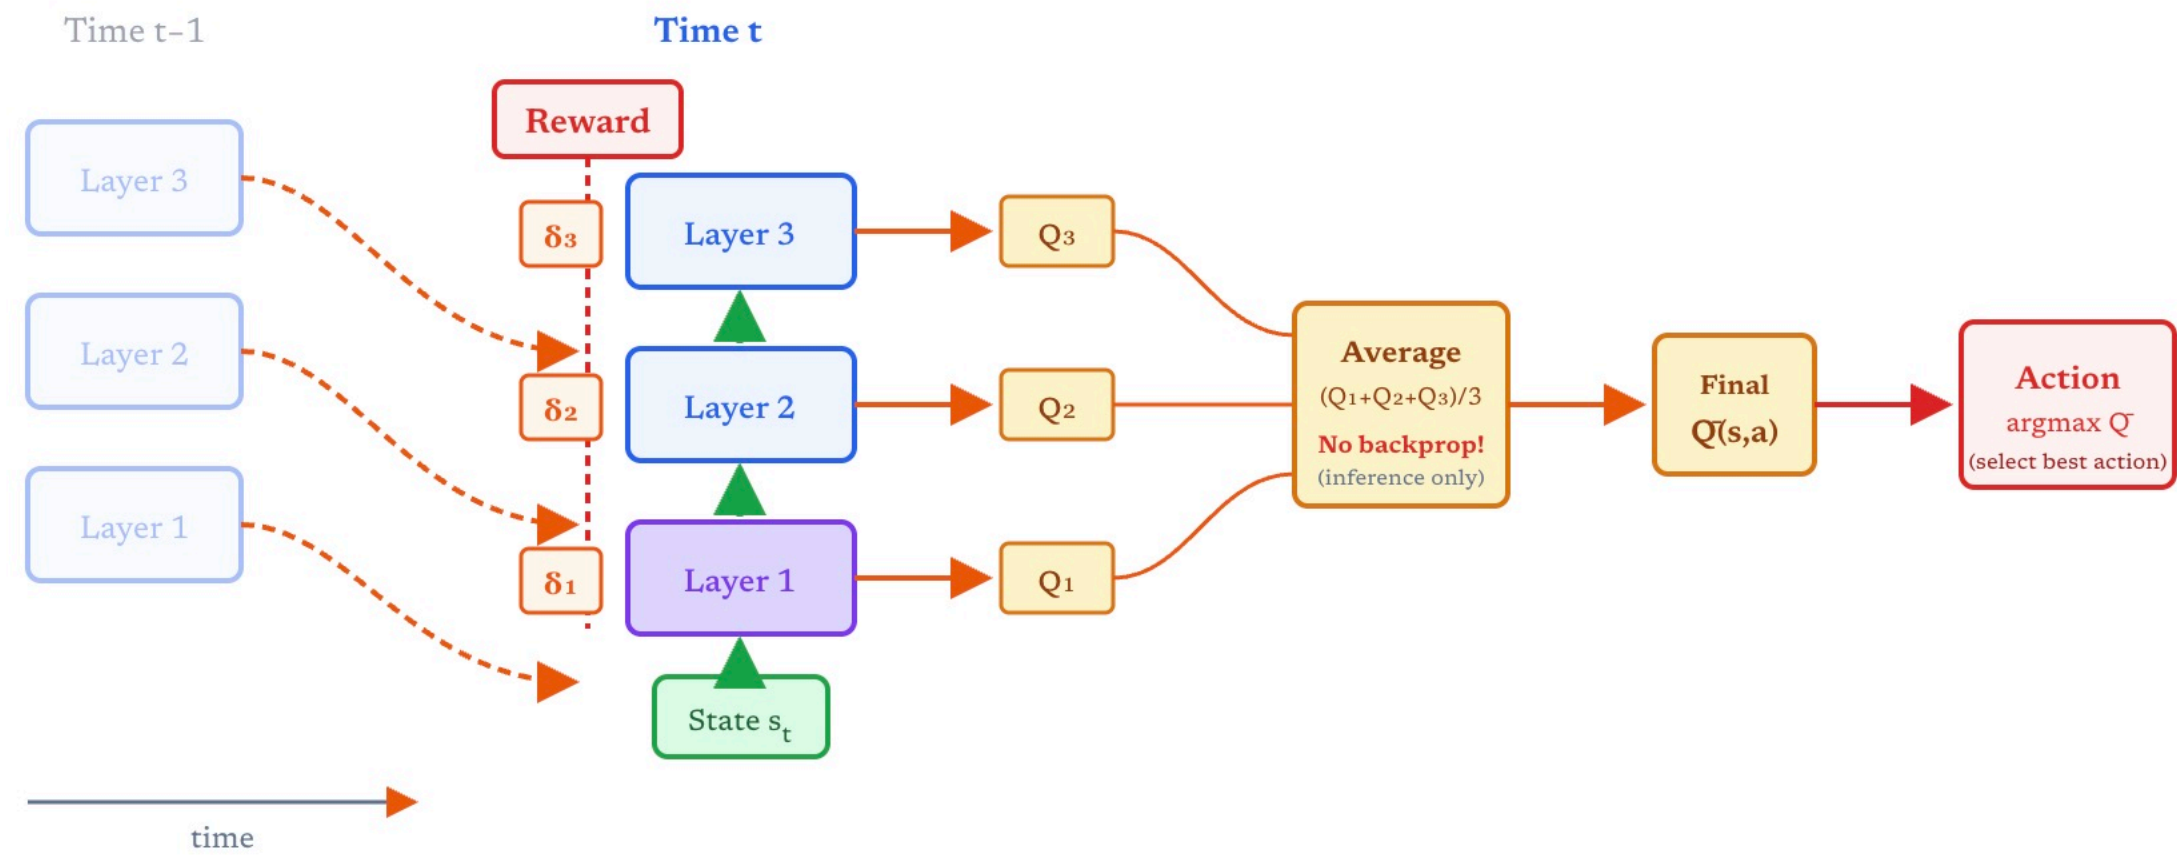 Time t−1
Time t
Reward
Layer 3
Layer 2
Layer 1
δ₃
δ₂
δ₁
Layer 3
Layer 2
Layer 1
State sₜ
Q₃
Q₂
Q₁
Average
(Q₁+Q₂+Q₃)/3
No backprop!
(inference only)
Final
Q̄(s,a)
Action
argmax Q̄
(select best action)
time